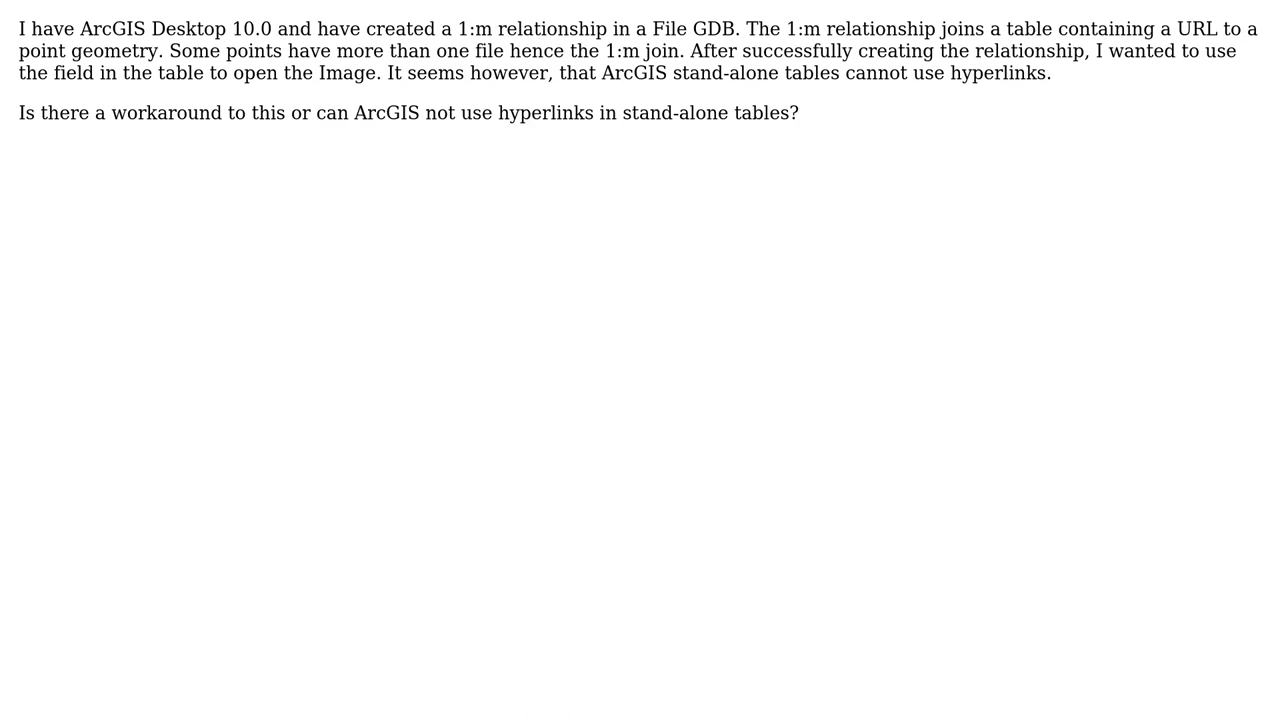 I have ArcGIS Desktop 10.0 and have created a 1:m relationship in a File GDB. The 1:m relationship joins a table containing a URL to a
point geometry. Some points have more than one file hence the 1:m join. After successfully creating the relationship, I wanted to use
the field in the table to open the Image. It seems however, that ArcGIS stand-alone tables cannot use hyperlinks.
Is there a workaround to this or can ArcGIS not use hyperlinks in stand-alone tables?